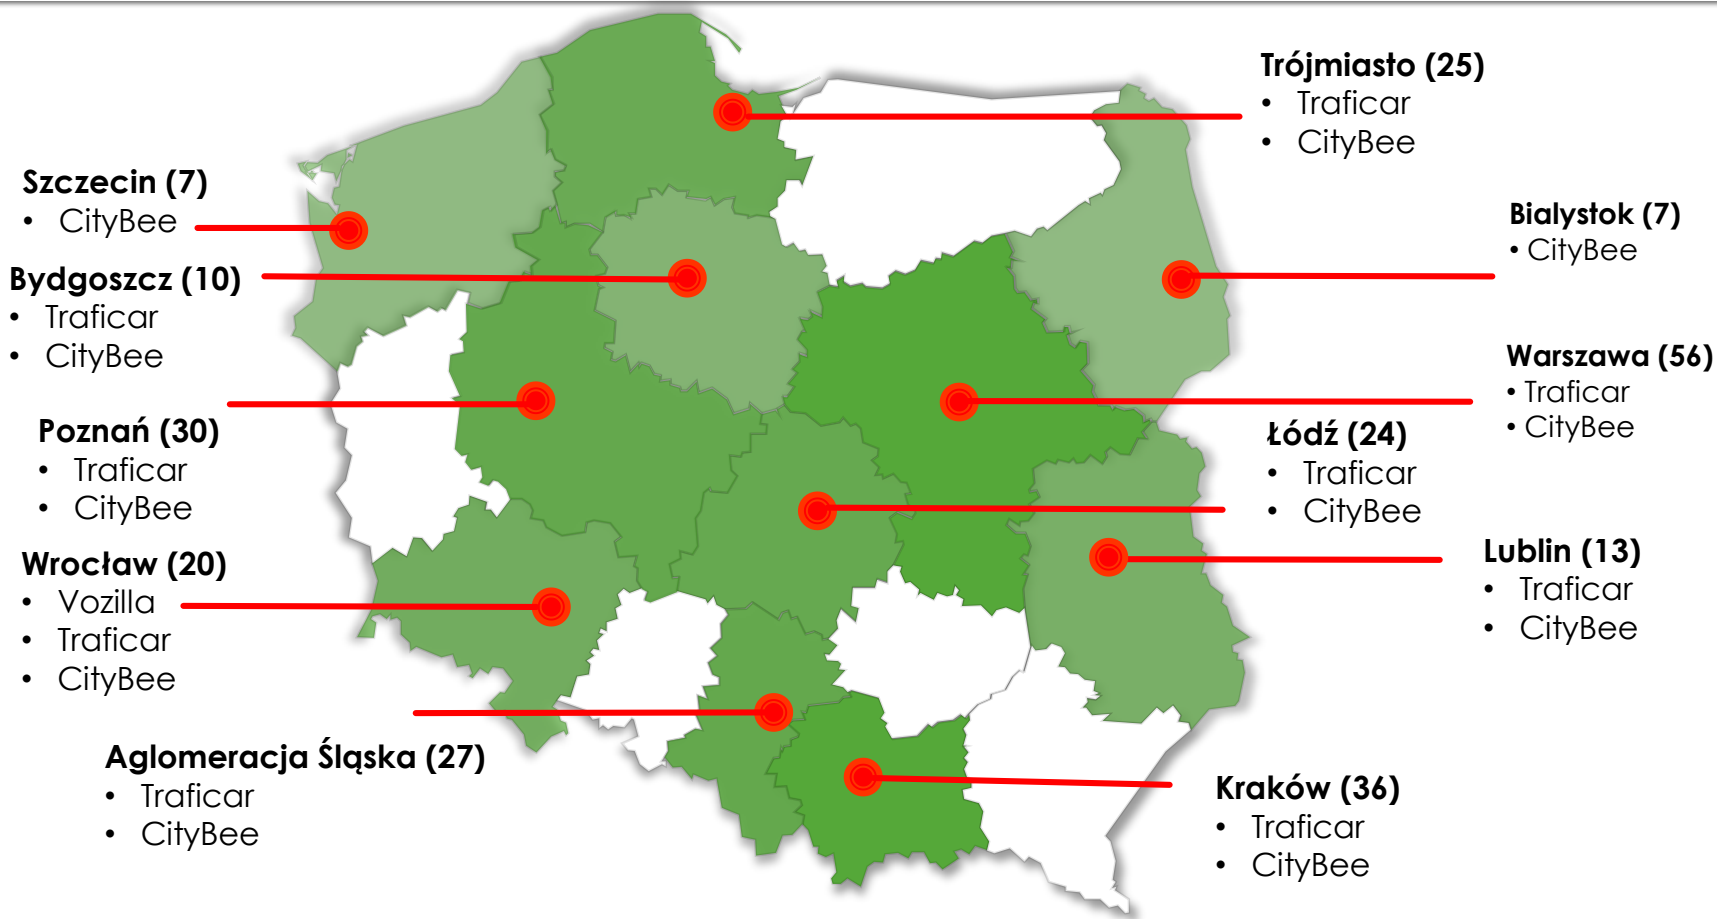 Trójmiasto (25)
• Traficar
• CityBee
Szczecin (7)
• CityBee
Bialystok (7)
• CityBee
Bydgoszcz (10)
• Traficar
• CityBee
Warszawa (56)
• Traficar
• CityBee
Poznań (30)
• Traficar
• CityBee
Łódź (24)
• Traficar
• CityBee
Wrocław (20)
• Vozilla
• Traficar
• CityBee
Lublin (13)
• Traficar
• CityBee
Aglomeracja Śląska (27)
• Traficar
• CityBee
Kraków (36)
• Traficar
• CityBee